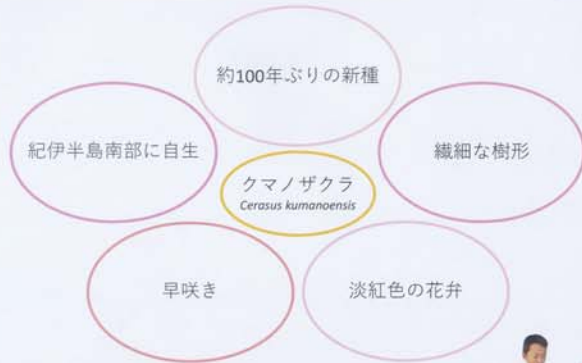 約100年ぶりの新種
紀伊半島南部に自生
繊細な樹形
クマノザクラ
Cerasus kumanoensis
早咲き
淡紅色の花弁